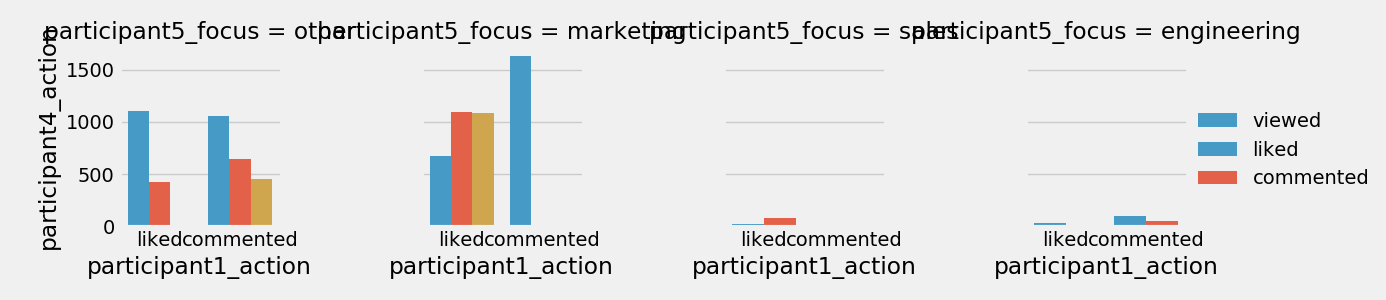 participant5_focus = other
participant5_focus = marketing
participant5_focus = sales
participant5_focus = engineering
participant4_action
1500
1000
500
0
liked
commented
liked
commented
liked
commented
liked
commented
participant1_action
participant1_action
participant1_action
participant1_action
viewed
liked
commented